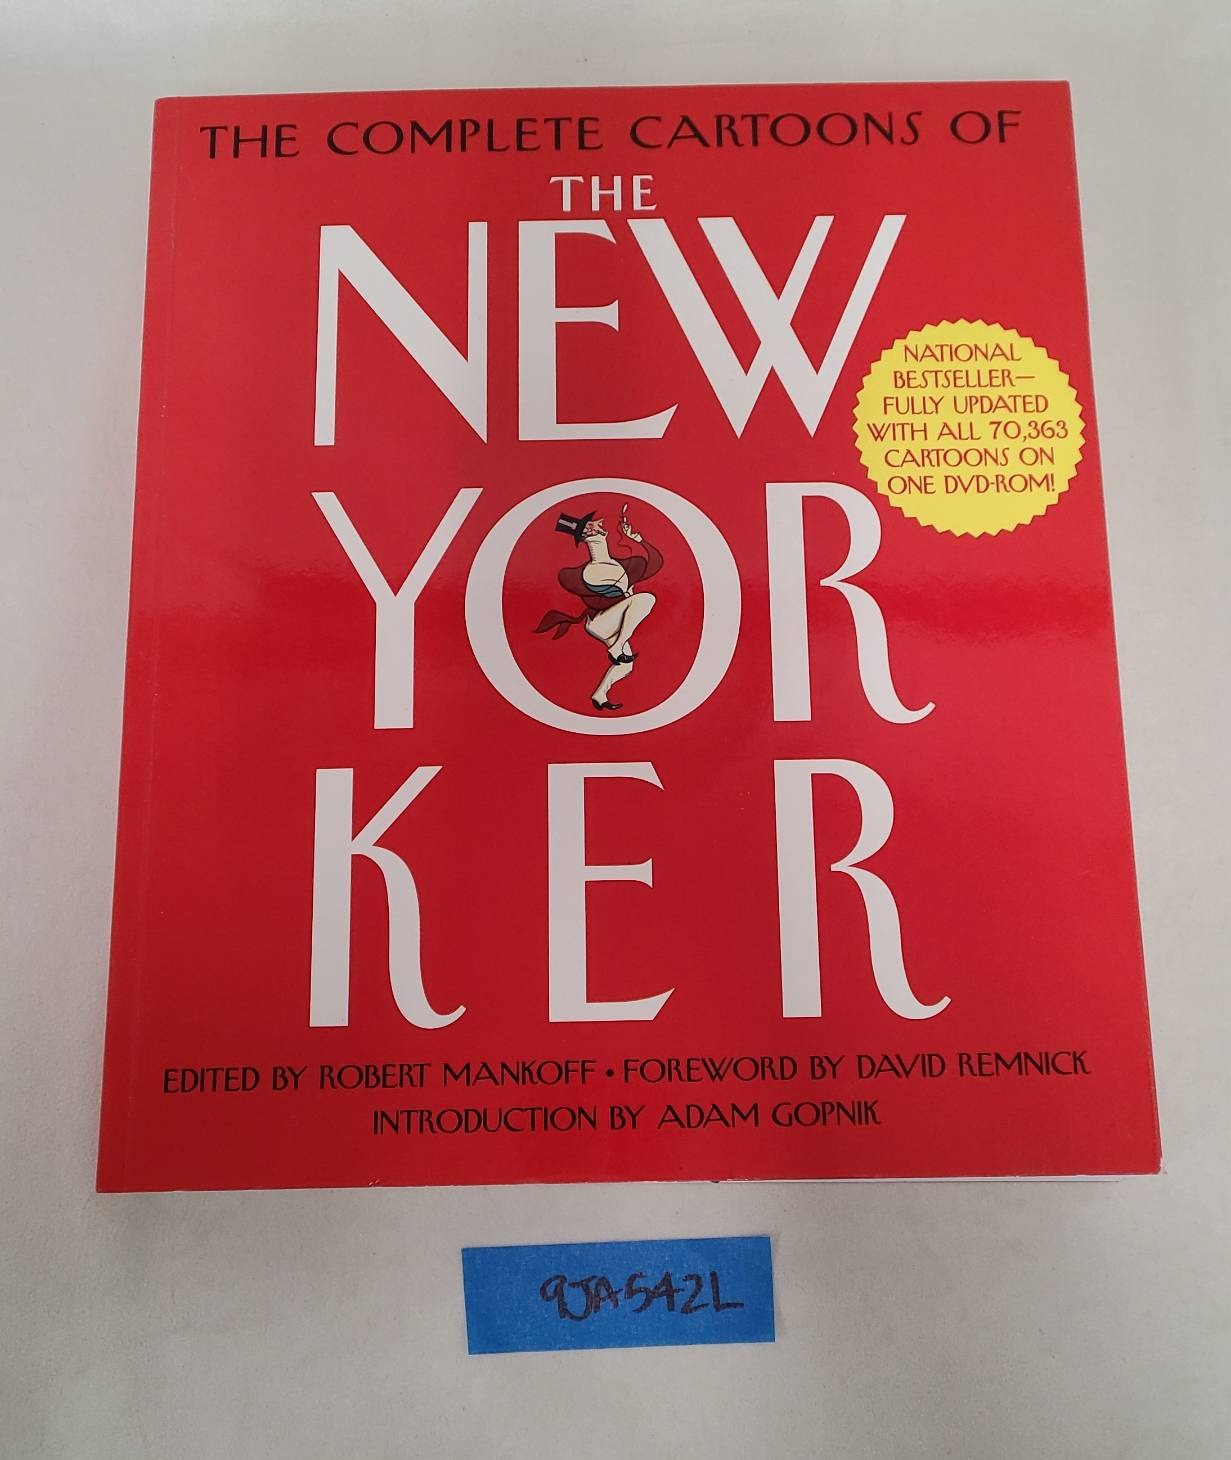 THE COMPLETE CARTOONS OF
THE
NEW
YOR
KER
NATIONAL
BESTSELLER—
FULLY UPDATED
WITH ALL 70,363
CARTOONS ON
ONE DVD-ROM!
EDITED BY ROBERT MANKOFF • FOREWORD BY DAVID REMNICK
INTRODUCTION BY ADAM GOPNIK
9JA542L